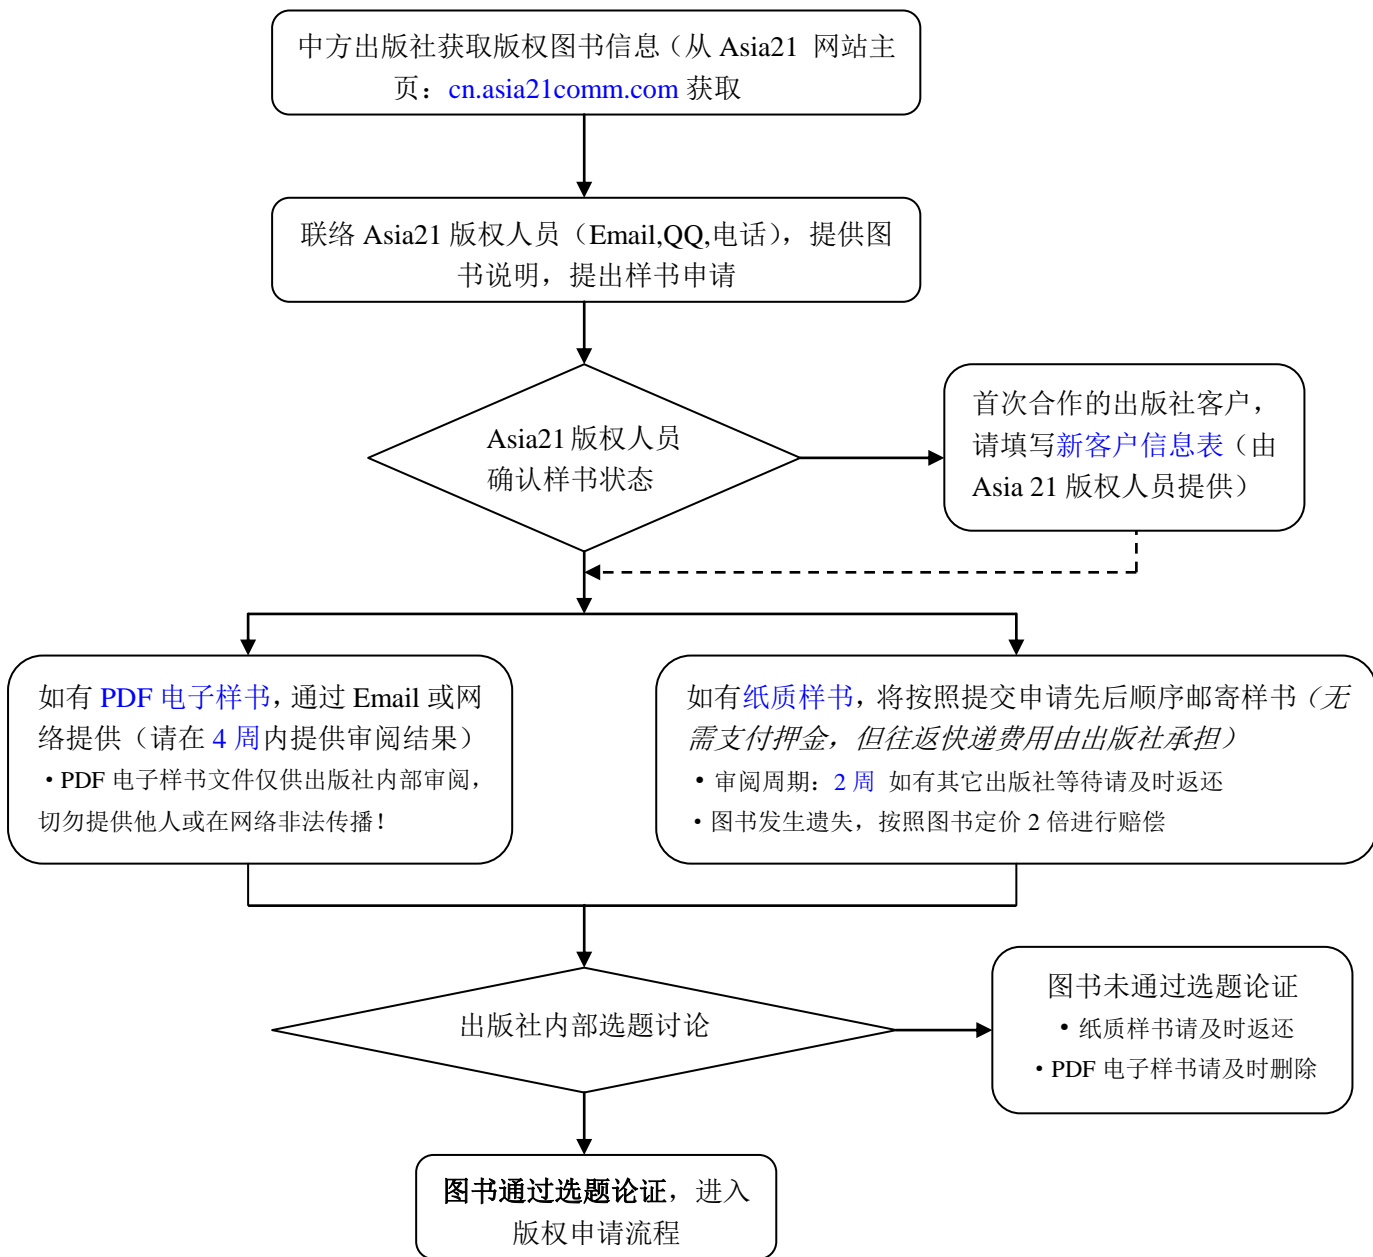 中方出版社获取版权图书信息（从 Asia21 网站主
页：cn.asia21comm.com 获取
联络 Asia21 版权人员（Email,QQ,电话），提供图
书说明，提出样书申请
Asia21 版权人员
确认样书状态
首次合作的出版社客户，
请填写新客户信息表（由
Asia 21 版权人员提供）
如有 PDF 电子样书，通过 Email 或网
络提供（请在 4 周内提供审阅结果）
・PDF 电子样书文件仅供出版社内部审阅，
切勿提供他人或在网络非法传播！
如有纸质样书，将按照提交申请先后顺序邮寄样书（无
需支付押金，但往返快递费用由出版社承担）
・审阅周期：2 周 如有其它出版社等待请及时返还
・图书发生遗失，按照图书定价 2 倍进行赔偿
出版社内部选题讨论
图书未通过选题论证
・纸质样书请及时返还
・PDF 电子样书请及时删除
图书通过选题论证，进入
版权申请流程